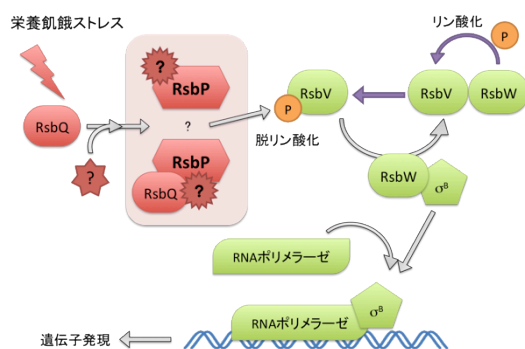 栄養飢餓ストレス
リン酸化
P
?
RsbP
RsbQ
?
?
RsbP
RsbQ
?
P
RsbV
脱リン酸化
RsbV
RsbW
RsbW
σB
RNAポリメラーゼ
RNAポリメラーゼ
σB
遺伝子発現